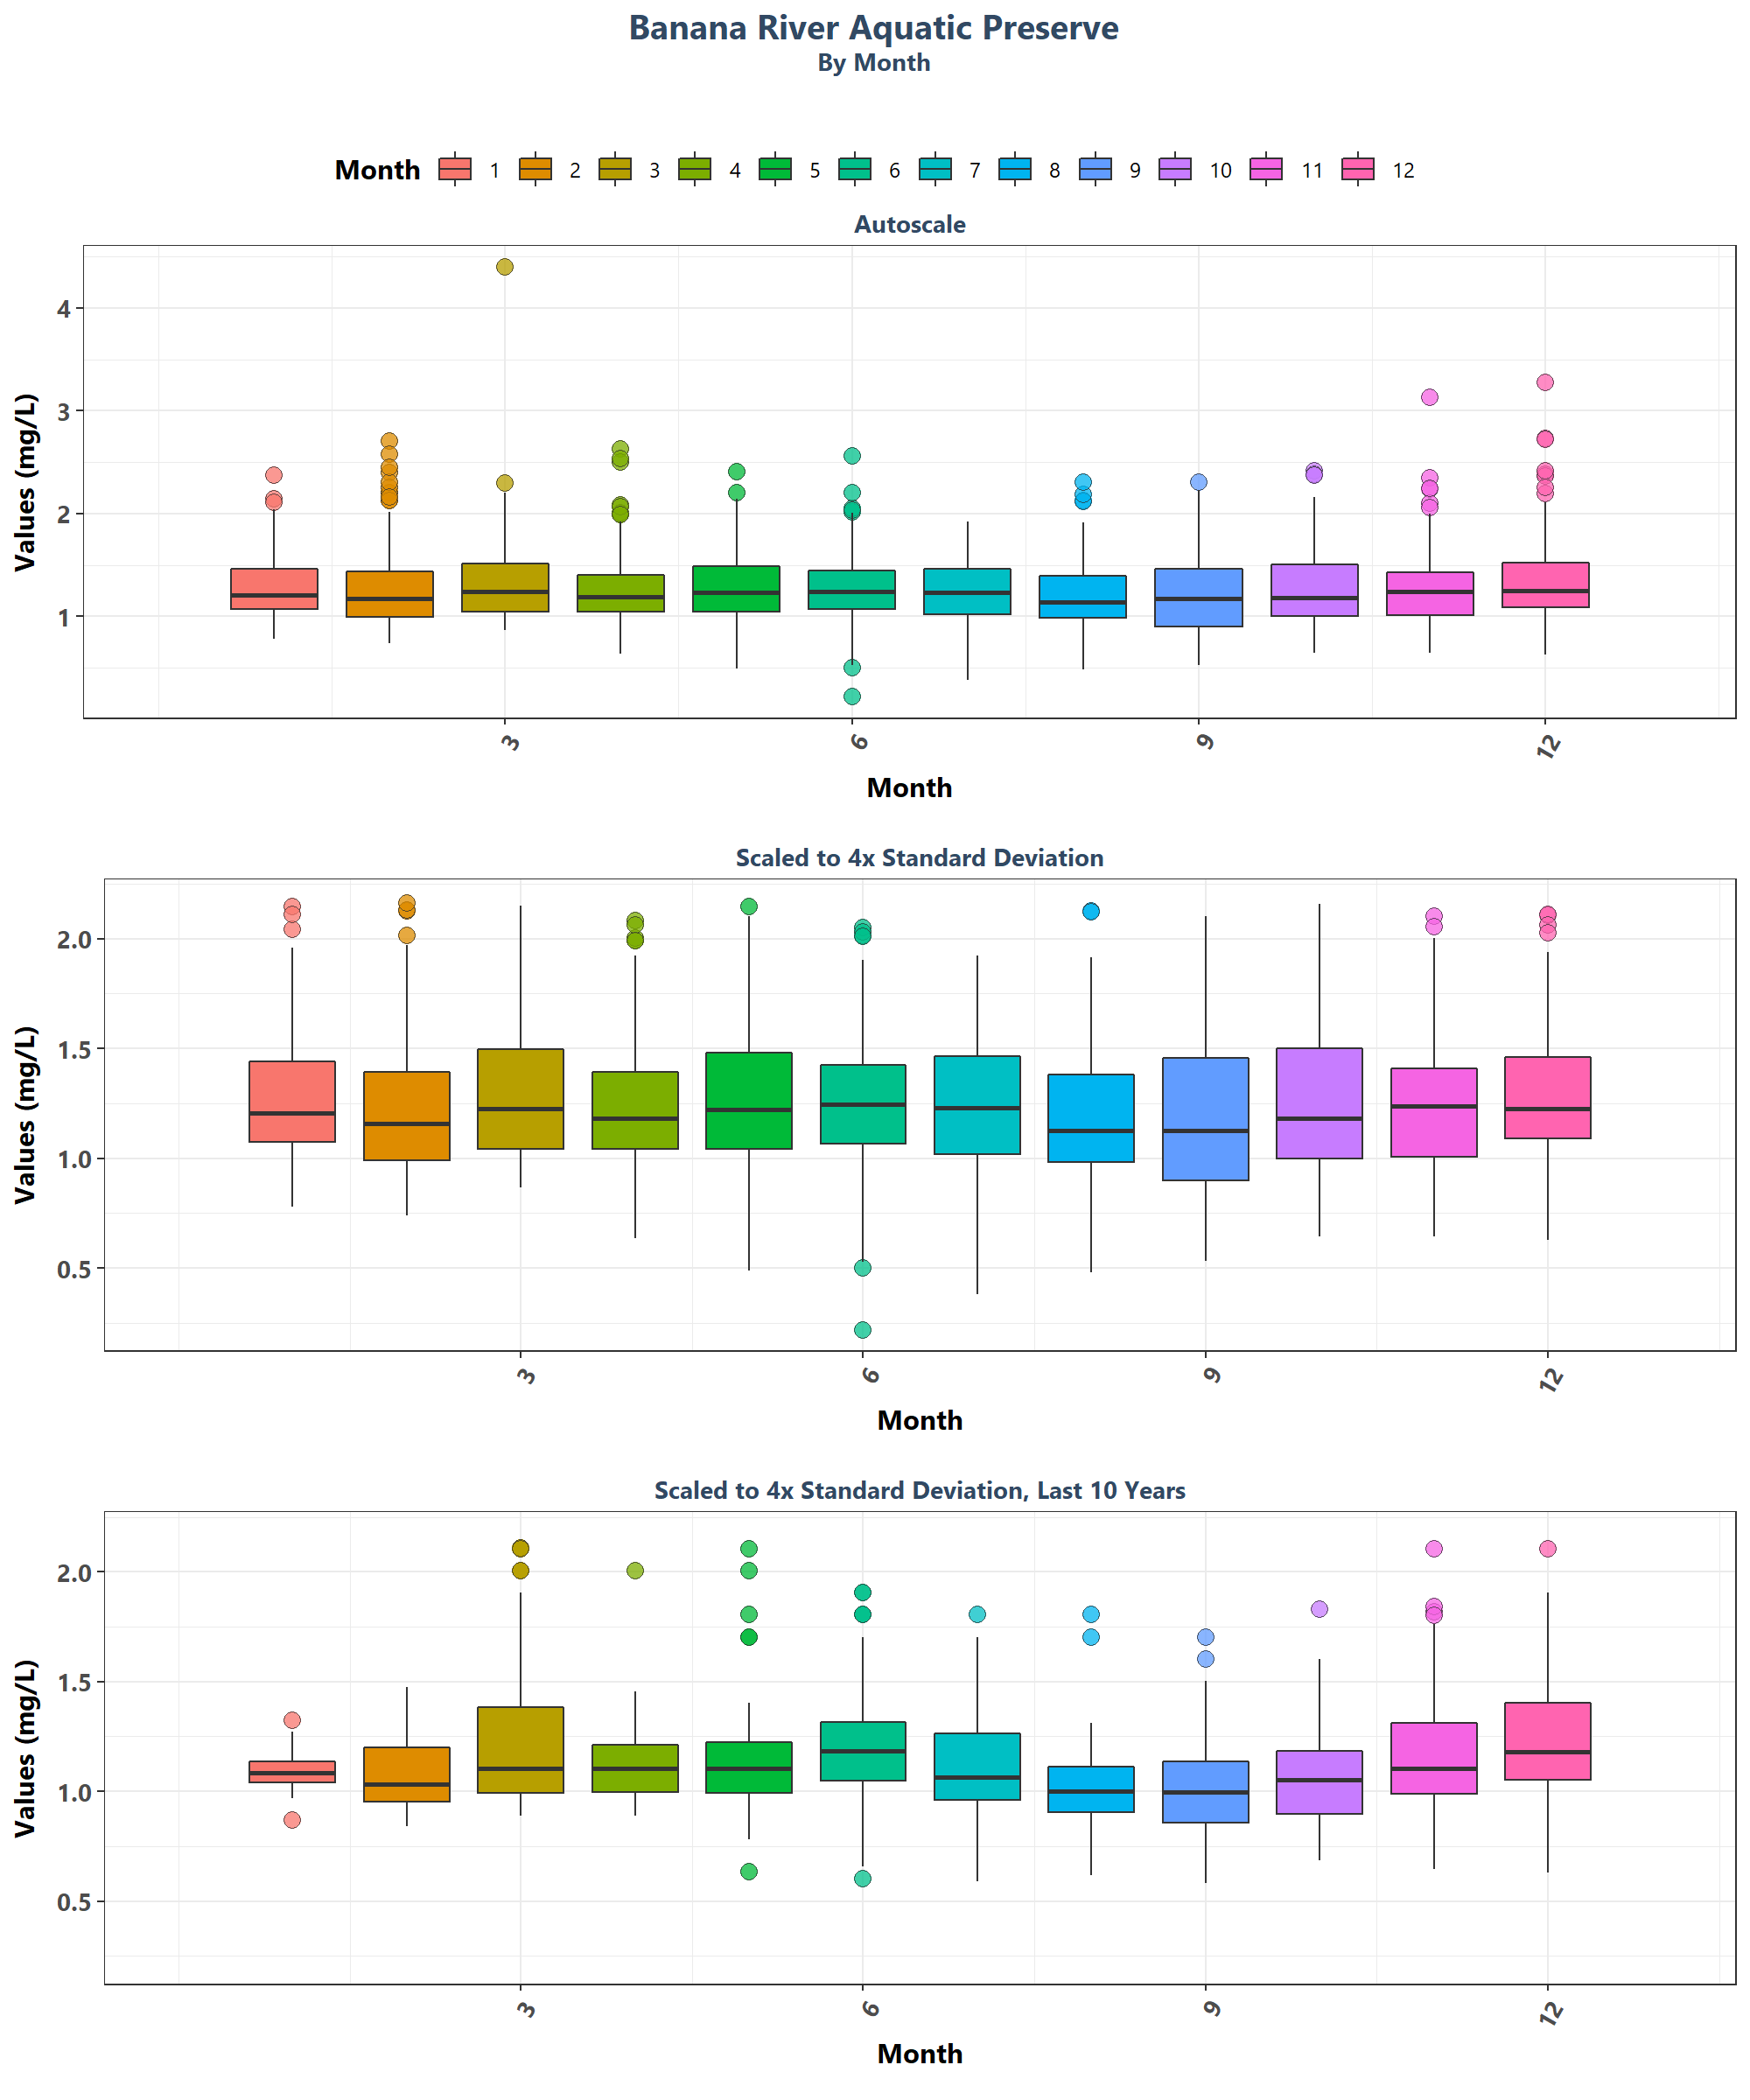 Banana River Aquatic Preserve
By Month
Month 1 2 3 4 5 6 7 8 9 10 11 12
Autoscale
Values (mg/L)
4
3
2
1
3 6 9 12
Month
Scaled to 4x Standard Deviation
Values (mg/L)
2.0
1.5
1.0
0.5
3 6 9 12
Month
Scaled to 4x Standard Deviation, Last 10 Years
Values (mg/L)
2.0
1.5
1.0
0.5
3 6 9 12
Month